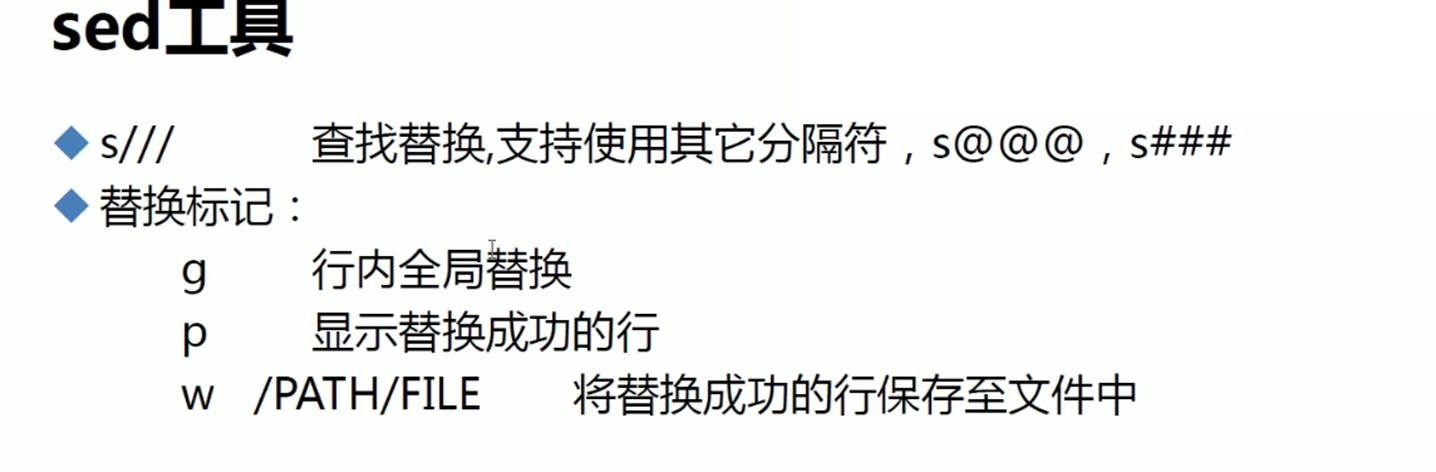 sed工具
◆ s/// 查找替换,支持使用其它分隔符，s@@@，s###
◆ 替换标记：
g 行内全局替换
p 显示替换成功的行
w /PATH/FILE 将替换成功的行保存至文件中